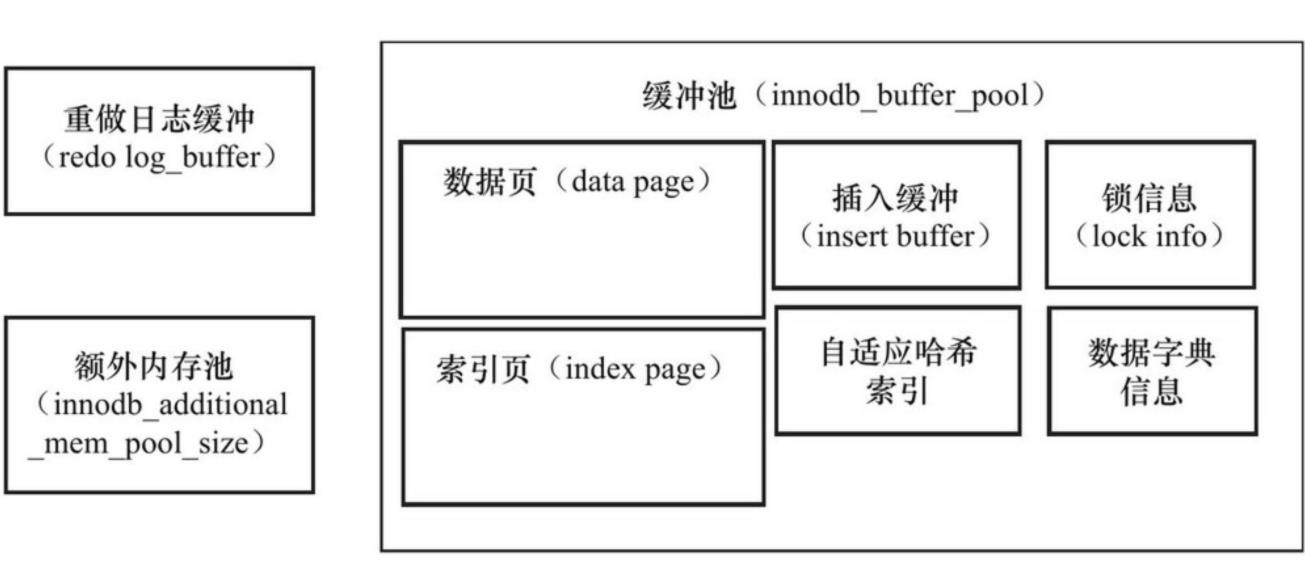 重做日志缓冲
（redo log_buffer）
额外内存池
（innodb_additional
_mem_pool_size）
缓冲池（innodb_buffer_pool）
数据页（data page）
插入缓冲
（insert buffer）
锁信息
（lock info）
索引页（index page）
自适应哈希
索引
数据字典
信息